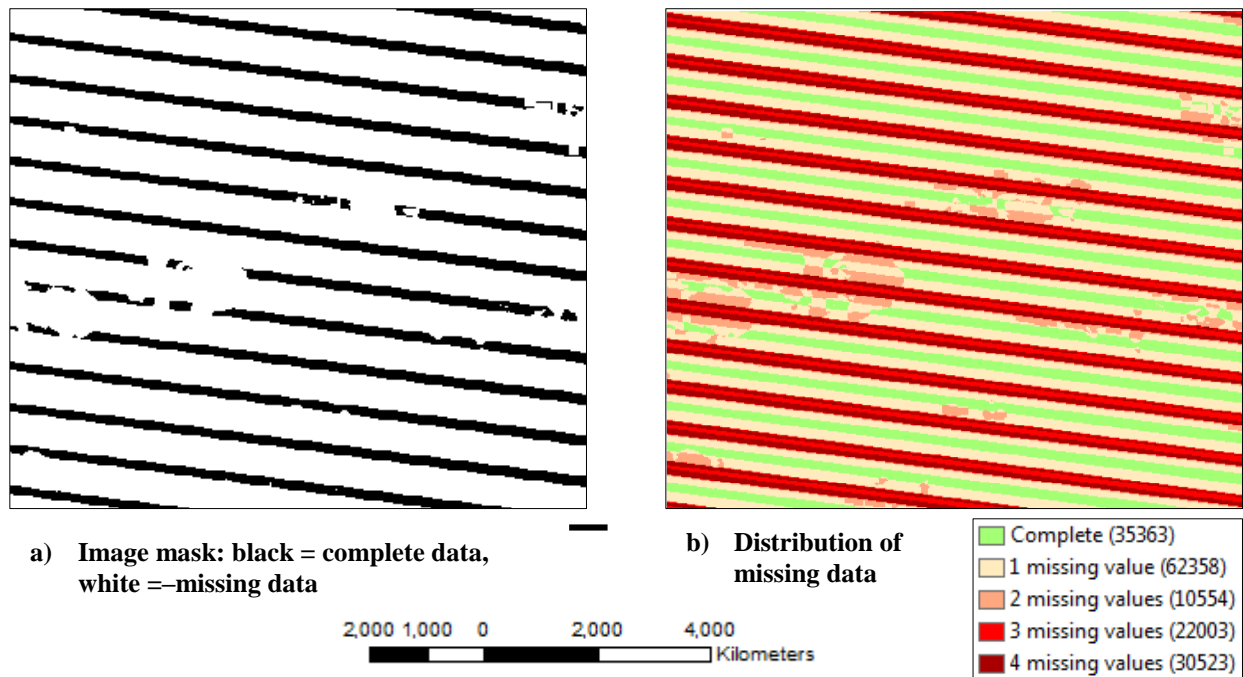 a) Image mask: black = complete data,
white =–missing data
b) Distribution of
missing data
Complete (35363)
1 missing value (62358)
2 missing values (10554)
3 missing values (22003)
4 missing values (30523)
2,000 1,000 0 2,000 4,000
Kilometers